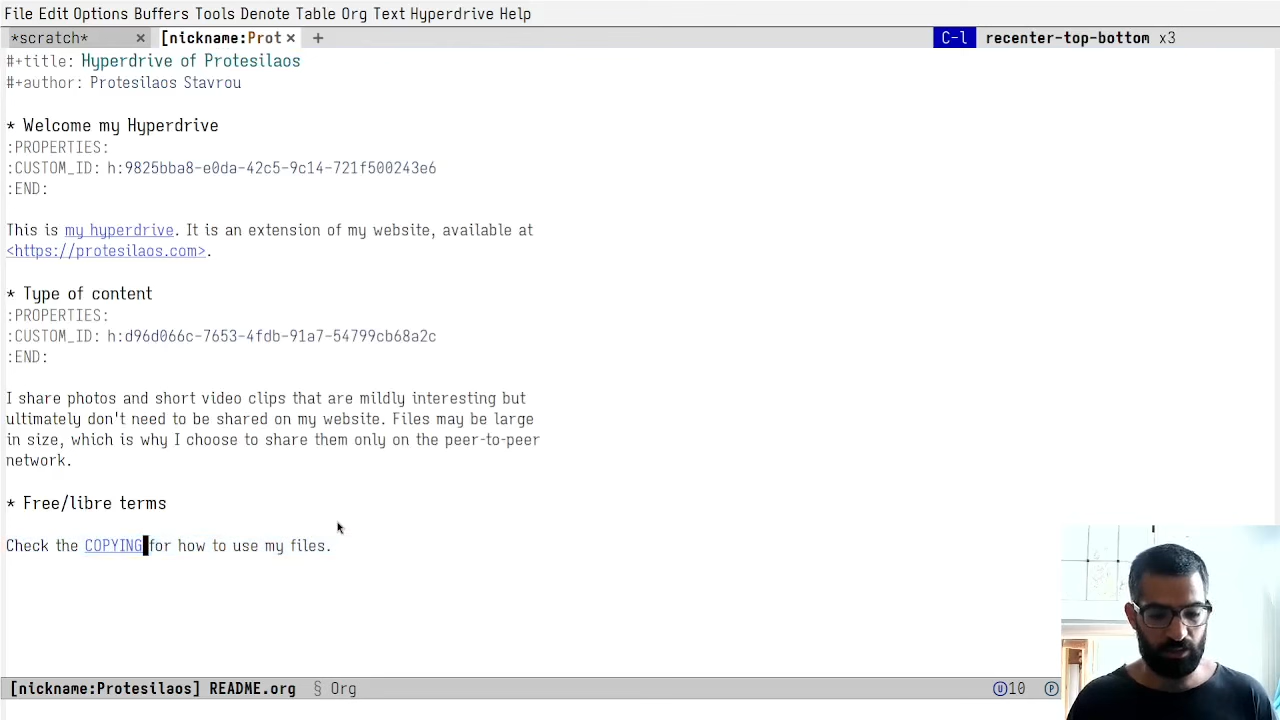 File Edit Options Buffers Tools Denote Table Org Text Hyperdrive Help
*scratch* × [nickname:Prot × + C-l recenter-top-bottom x3
#+title: Hyperdrive of Protesilaos
#+author: Protesilaos Stavrou
* Welcome my Hyperdrive
:PROPERTIES:
:CUSTOM_ID: h:9825bba8-e0da-42c5-9c14-721f500243e6
:END:
This is my hyperdrive. It is an extension of my website, available at
<https://protesilaos.com>.
* Type of content
:PROPERTIES:
:CUSTOM_ID: h:d96d066c-7653-4fdb-91a7-54799cb68a2c
:END:
I share photos and short video clips that are mildly interesting but
ultimately don't need to be shared on my website. Files may be large
in size, which is why I choose to share them only on the peer-to-peer
network.
* Free/libre terms
Check the COPYING for how to use my files.
[nickname:Protesilaos] README.org § Org U 10 P